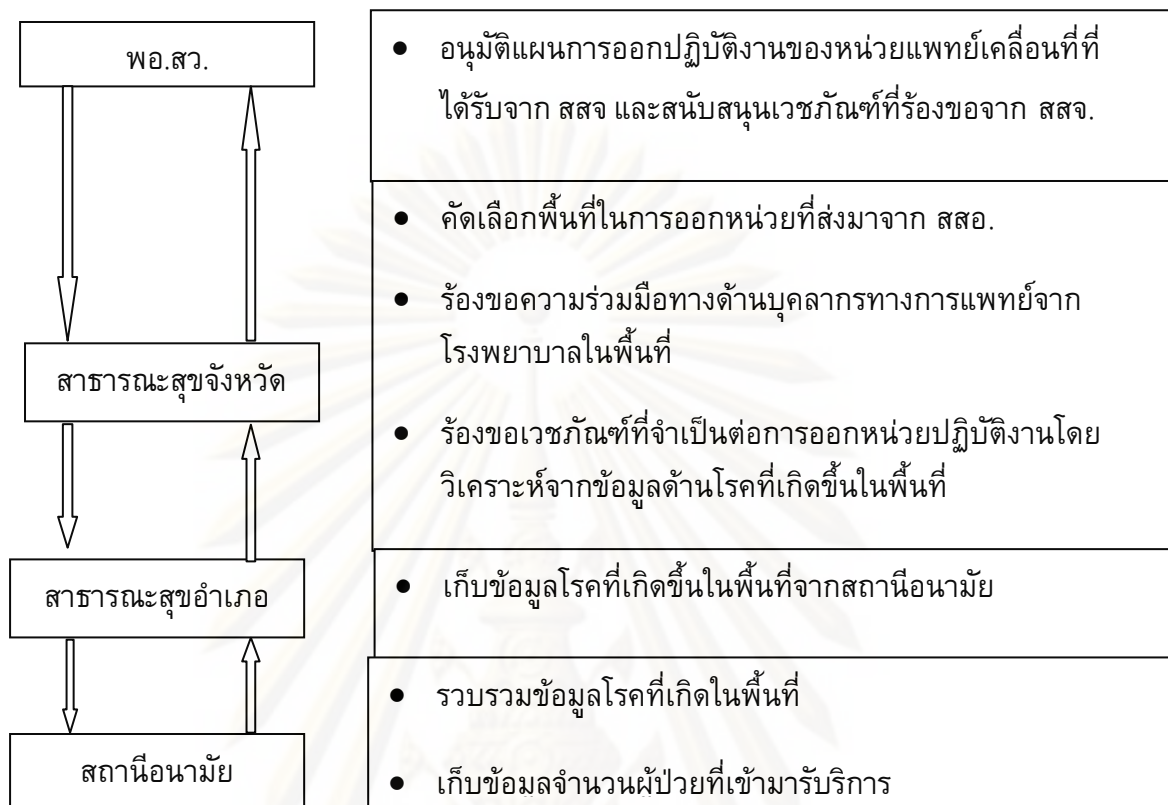 พอ.สว.
● อนุมัติแผนการออกปฏิบัติงานของหน่วยแพทย์เคลื่อนที่ที่
ได้รับจาก สสจ และสนับสนุนเวชภัณฑ์ที่ร้องขอจาก สสจ.
● คัดเลือกพื้นที่ในการออกหน่วยที่ส่งมาจาก สสอ.
● ร้องขอความร่วมมือทางด้านบุคลากรทางการแพทย์จาก
โรงพยาบาลในพื้นที่
สาธารณะสุขจังหวัด
● ร้องขอเวชภัณฑ์ที่จำเป็นต่อการออกหน่วยปฏิบัติงานโดย
วิเคราะห์จากข้อมูลด้านโรคที่เกิดขึ้นในพื้นที่
สาธารณะสุขอำเภอ
● เก็บข้อมูลโรคที่เกิดขึ้นในพื้นที่จากสถานีอนามัย
● รวบรวมข้อมูลโรคที่เกิดในพื้นที่
สถานีอนามัย
● เก็บข้อมูลจำนวนผู้ป่วยที่เข้ามารับบริการ